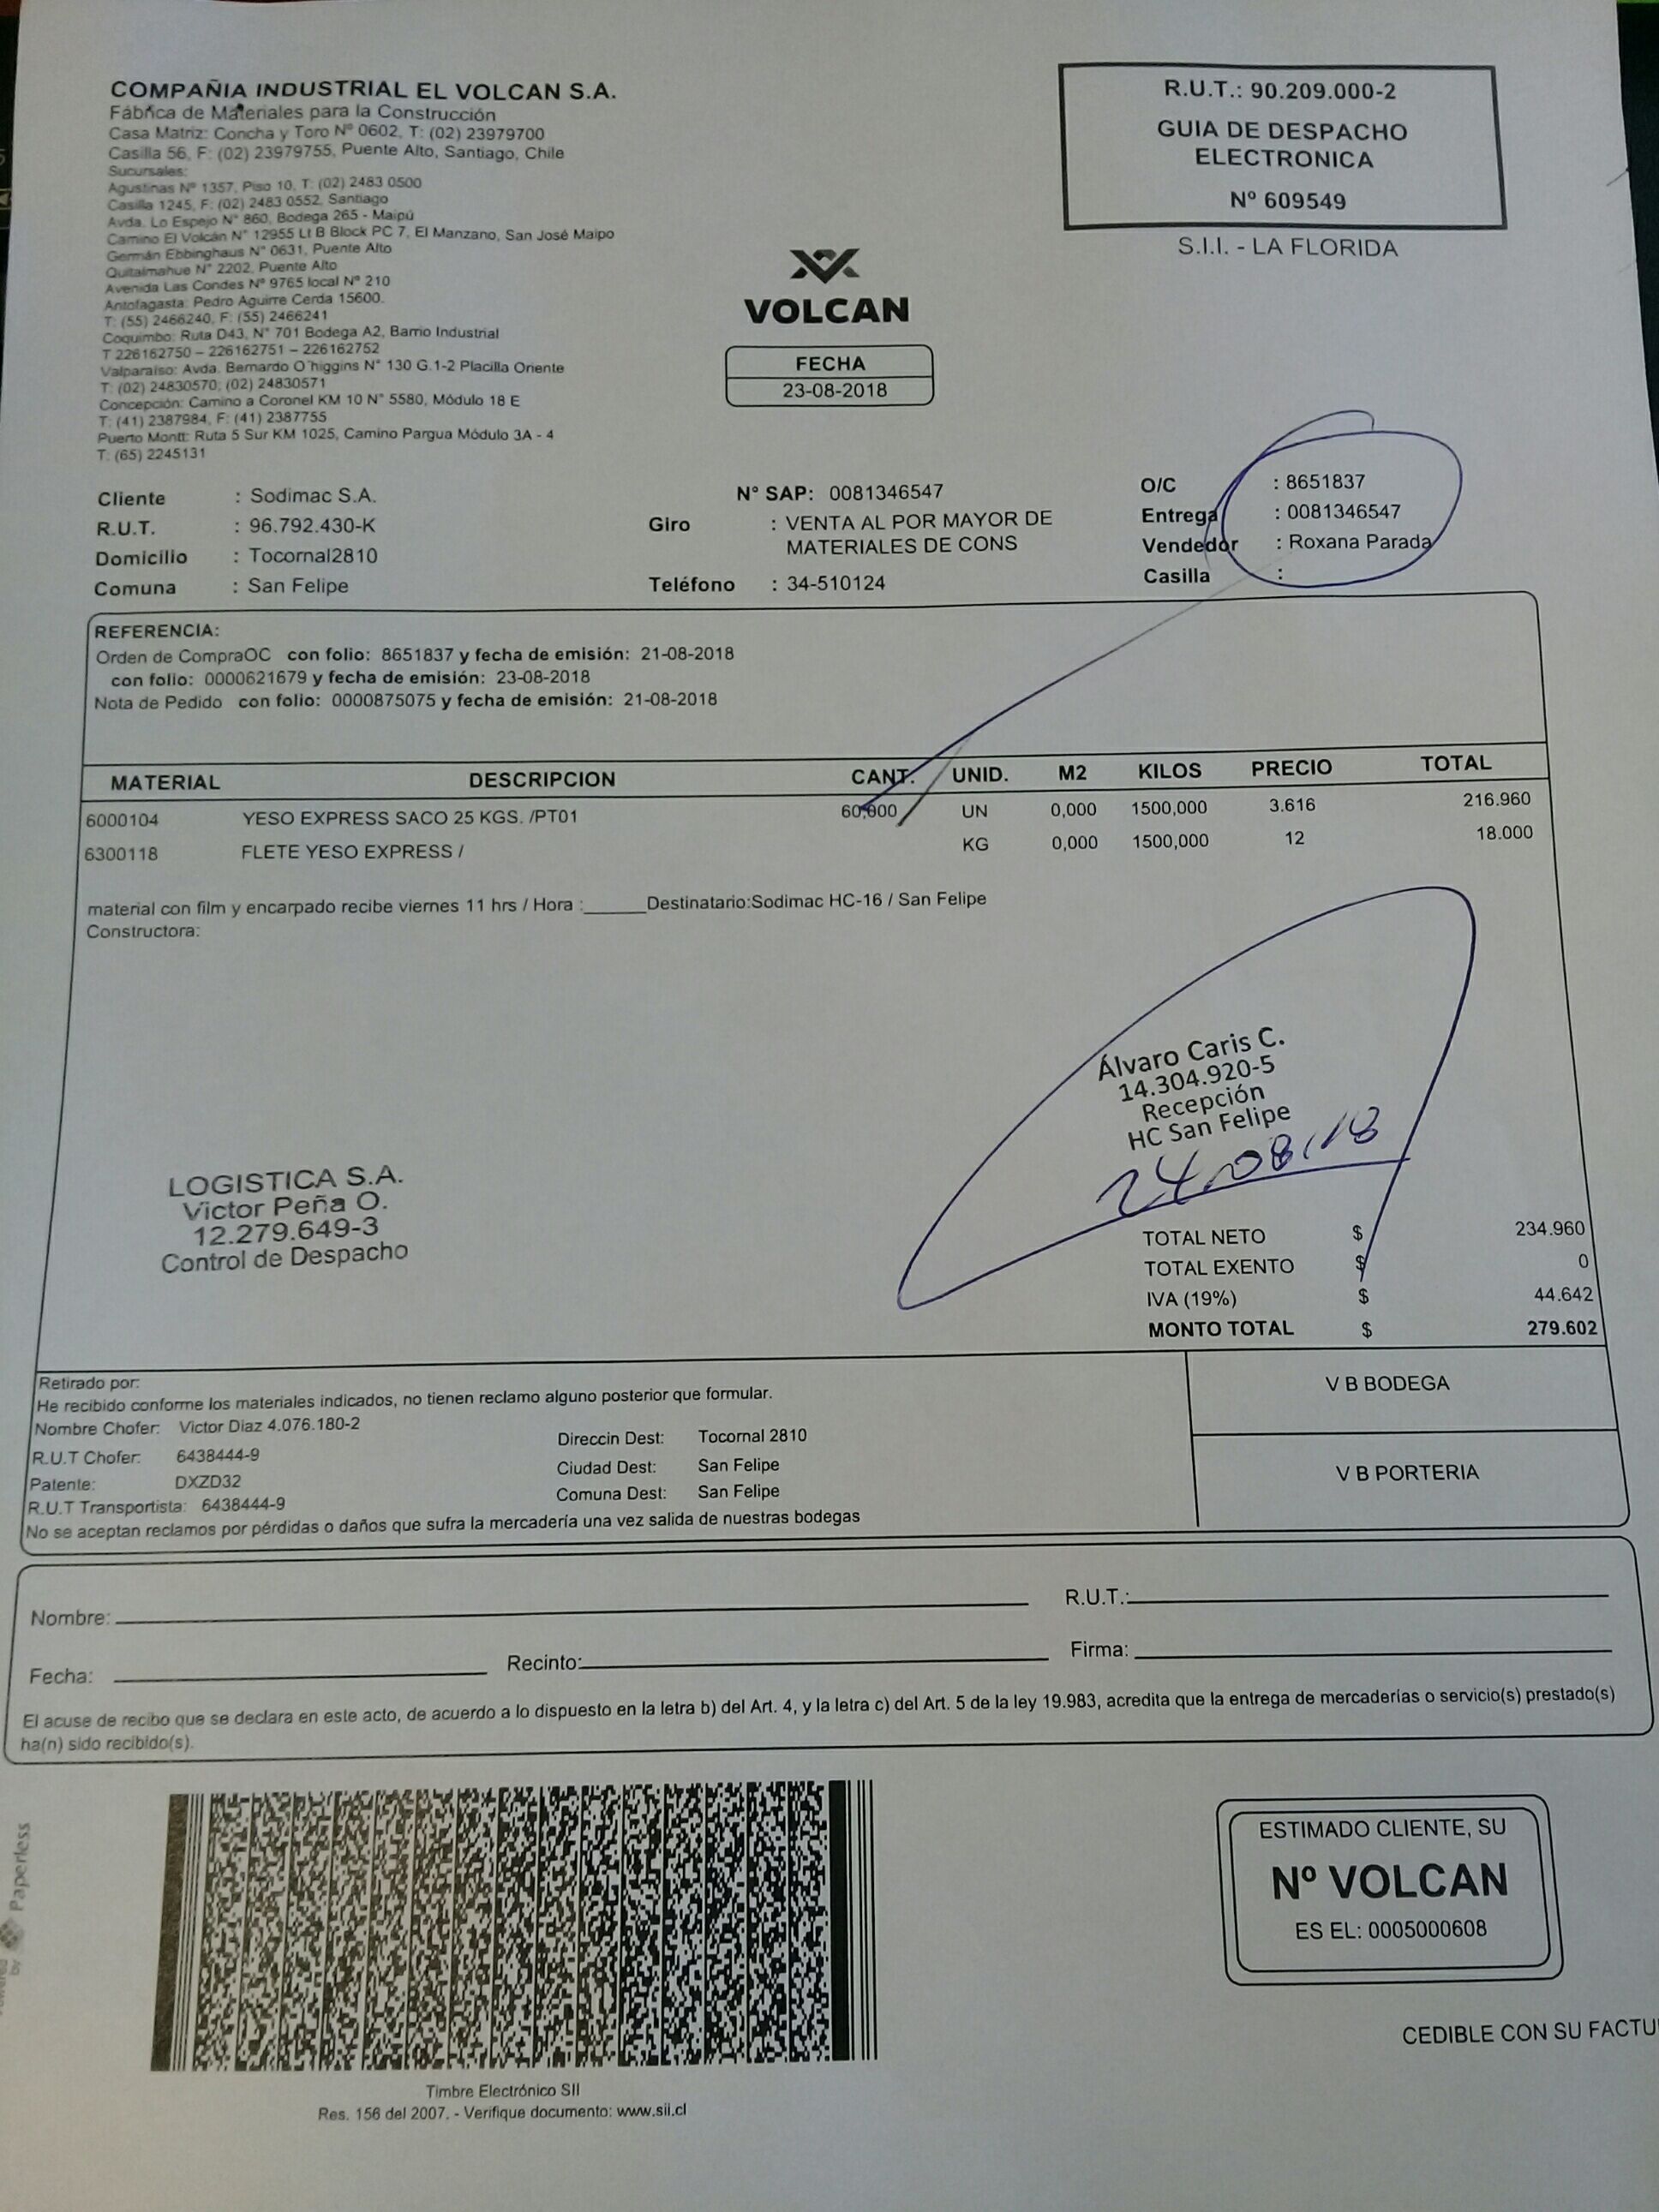 COMPAÑIA INDUSTRIAL EL VOLCAN S.A.
Fábrica de Materiales para la Construcción
Casa Matriz: Concha y Toro Nº 0602, T: (02) 23979700
Casilla 56, F: (02) 23979755, Puente Alto, Santiago, Chile
Sucursales:
Agustinas Nº 1357, Piso 10, T: (02) 2483 0500
Casilla 1245, F: (02) 2483 0552, Santiago
Avda. Lo Espejo N° 860, Bodega 265 - Maipú
Camino El Volcán N° 12955 Lt B Block PC 7, El Manzano, San José Maipo
Germán Ebbinghaus N° 0631, Puente Alto
Quitalmahue N° 2202, Puente Alto
Avenida Las Condes Nº 9765 local Nº 210
Antofagasta: Pedro Aguirre Cerda 15600.
T: (55) 2466240, F: (55) 2466241
Coquimbo: Ruta D43, N° 701 Bodega A2, Barrio Industrial
T 226162750 – 226162751 – 226162752
Valparaíso: Avda. Bernardo O´higgins N° 130 G.1-2 Placilla Oriente
T: (02) 24830570; (02) 24830571
Concepción: Camino a Coronel KM 10 N° 5580, Módulo 18 E
T: (41) 2387984, F: (41) 2387755
Puerto Montt: Ruta 5 Sur KM 1025, Camino Pargua Módulo 3A - 4
T: (65) 2245131
R.U.T.: 90.209.000-2
GUIA DE DESPACHO
ELECTRONICA
Nº 609549
S.I.I. - LA FLORIDA
VOLCAN
FECHA
23-08-2018
Cliente : Sodimac S.A.
R.U.T. : 96.792.430-K
Domicilio : Tocornal2810
Comuna : San Felipe
N° SAP: 0081346547
Giro : VENTA AL POR MAYOR DE
MATERIALES DE CONS
Teléfono : 34-510124
O/C : 8651837
Entrega : 0081346547
Vendedor : Roxana Parada
Casilla :
REFERENCIA:
Orden de CompraOC con folio: 8651837 y fecha de emisión: 21-08-2018
con folio: 0000621679 y fecha de emisión: 23-08-2018
Nota de Pedido con folio: 0000875075 y fecha de emisión: 21-08-2018
MATERIAL DESCRIPCION CANT. UNID. M2 KILOS PRECIO TOTAL
6000104 YESO EXPRESS SACO 25 KGS. /PT01 60,000 UN 0,000 1500,000 3.616 216.960
6300118 FLETE YESO EXPRESS / KG 0,000 1500,000 12 18.000
material con film y encarpado recibe viernes 11 hrs / Hora :______Destinatario:Sodimac HC-16 / San Felipe
Constructora:
Álvaro Caris C.
14.304.920-5
Recepción
HC San Felipe
24.08.18
LOGISTICA S.A.
Victor Peña O.
12.279.649-3
Control de Despacho
TOTAL NETO $ 234.960
TOTAL EXENTO $ 0
IVA (19%) $ 44.642
MONTO TOTAL $ 279.602
Retirado por:
He recibido conforme los materiales indicados, no tienen reclamo alguno posterior que formular.
Nombre Chofer: Victor Diaz 4.076.180-2
R.U.T Chofer: 6438444-9
Patente: DXZD32
R.U.T Transportista: 6438444-9
Direccin Dest: Tocornal 2810
Ciudad Dest: San Felipe
Comuna Dest: San Felipe
No se aceptan reclamos por pérdidas o daños que sufra la mercadería una vez salida de nuestras bodegas
V B BODEGA
V B PORTERIA
Nombre: R.U.T.:
Fecha: Recinto: Firma:
El acuse de recibo que se declara en este acto, de acuerdo a lo dispuesto en la letra b) del Art. 4, y la letra c) del Art. 5 de la ley 19.983, acredita que la entrega de mercaderías o servicio(s) prestado(s)
ha(n) sido recibido(s).
Powered by Paperless
Timbre Electrónico SII
Res. 156 del 2007. - Verifique documento: www.sii.cl
ESTIMADO CLIENTE, SU
Nº VOLCAN
ES EL: 0005000608
CEDIBLE CON SU FACTU